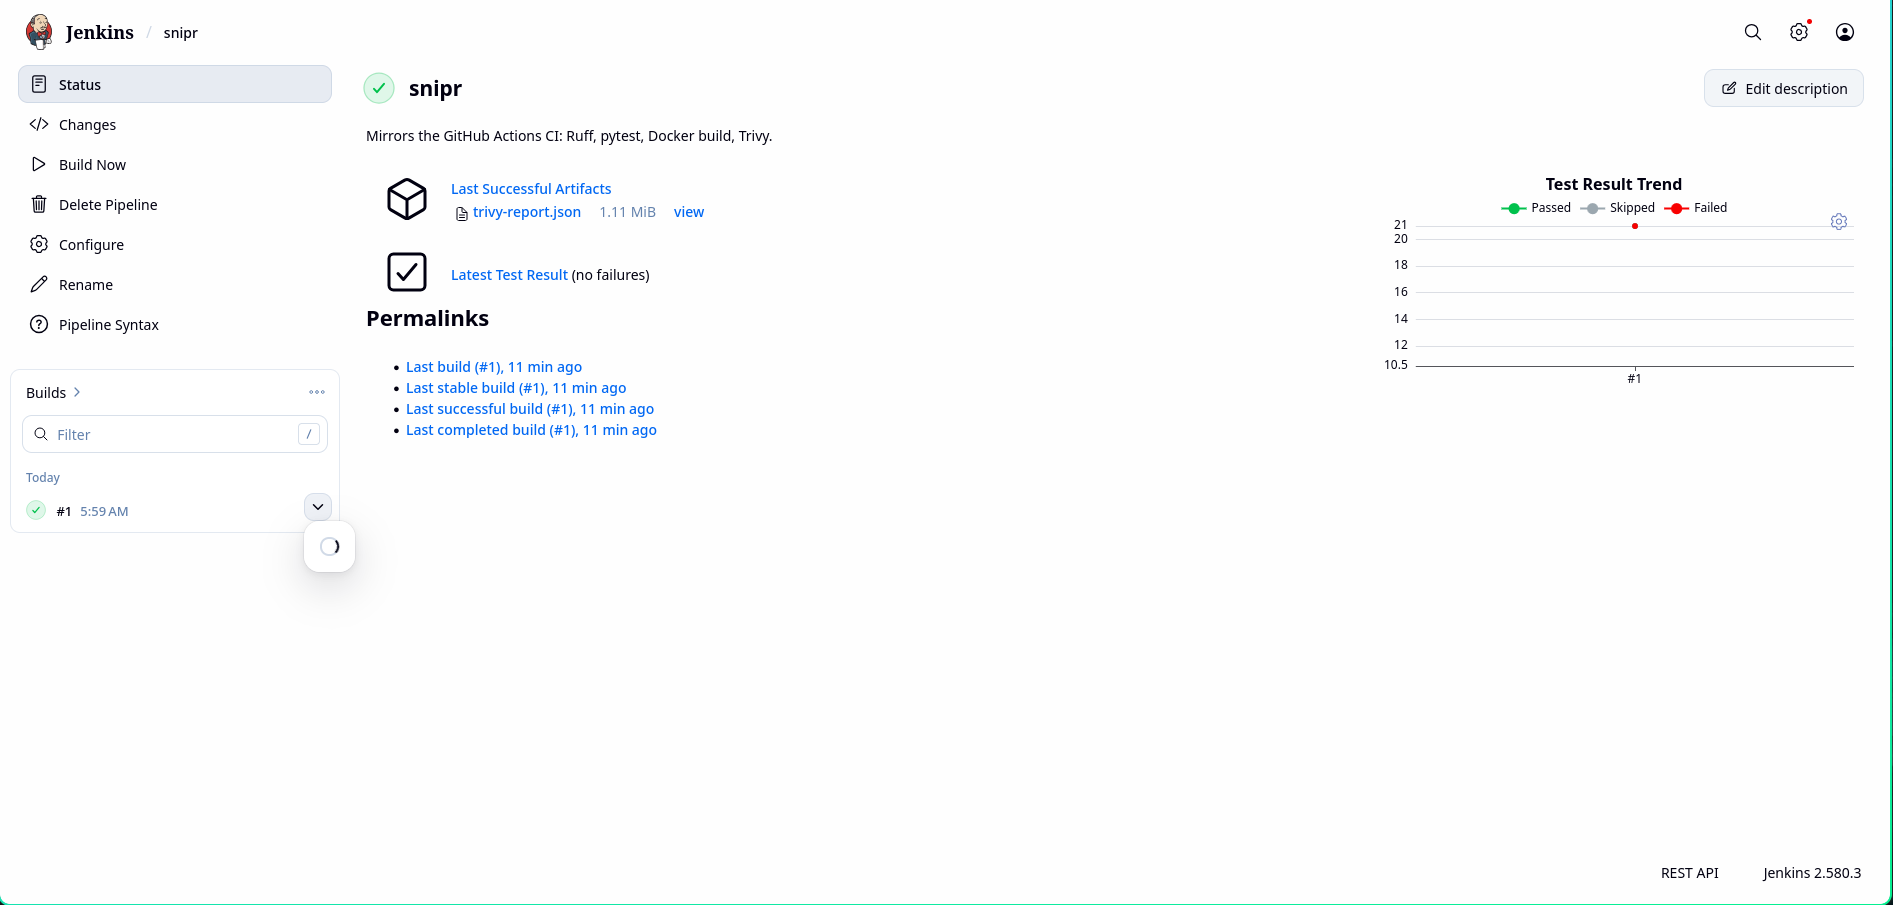 Jenkins / snipr
Status
Changes
Build Now
Delete Pipeline
Configure
Rename
Pipeline Syntax
Builds
Filter /
Today
#1 5:59 AM
snipr
Edit description
Mirrors the GitHub Actions CI: Ruff, pytest, Docker build, Trivy.
Last Successful Artifacts
trivy-report.json 1.11 MiB view
Latest Test Result (no failures)
Permalinks
Last build (#1), 11 min ago
Last stable build (#1), 11 min ago
Last successful build (#1), 11 min ago
Last completed build (#1), 11 min ago
Test Result Trend
Passed Skipped Failed
21
20
18
16
14
12
10.5
#1
REST API Jenkins 2.580.3